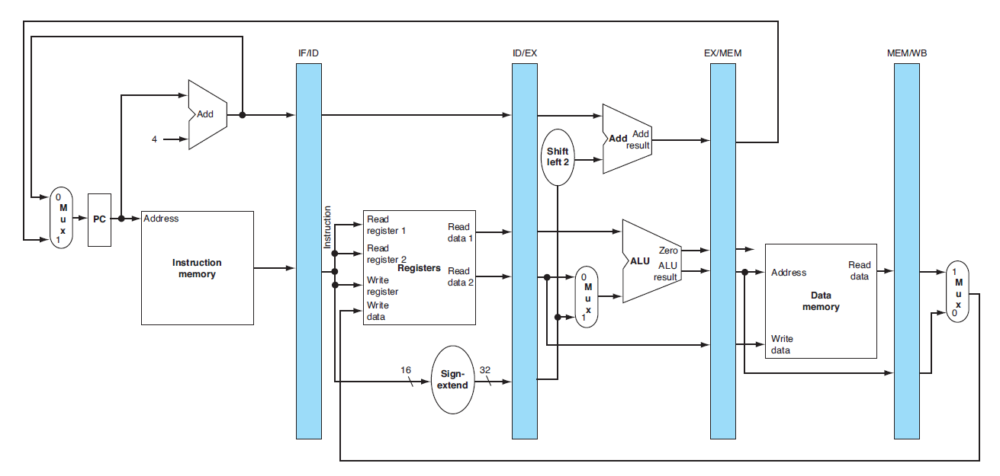 IF/ID
ID/EX
EX/MEM
MEM/WB
Add
4
0
M
u
x
1
PC
Address
Instruction
memory
Instruction
Read
register 1
Read
register 2
Write
register
Write
data
Registers
Read
data 1
Read
data 2
16
Sign-
extend
32
Shift
left 2
Add
Add
result
0
M
u
x
1
ALU
Zero
ALU
result
Address
Write
data
Data
memory
Read
data
1
M
u
x
0